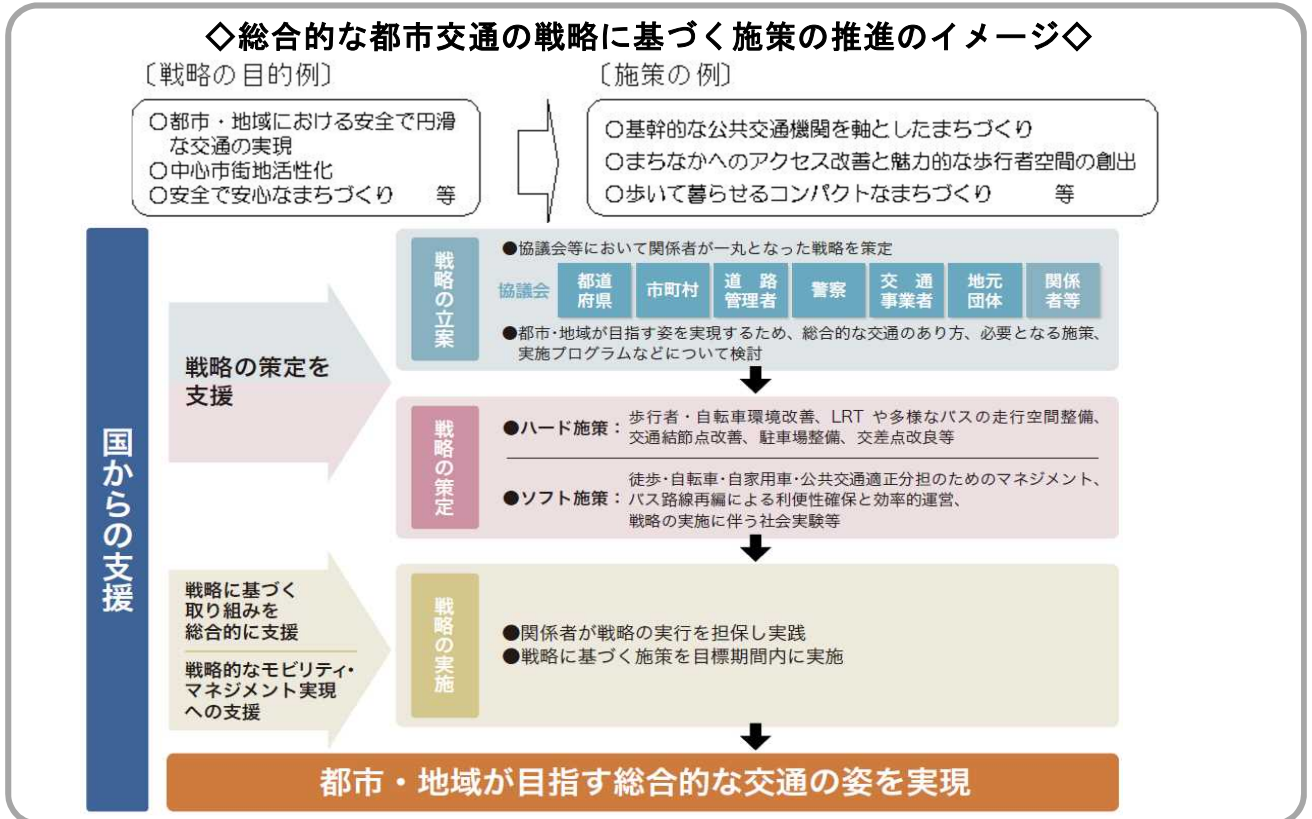 ◇総合的な都市交通の戦略に基づく施策の推進のイメージ◇
〔戦略の目的例〕
○都市・地域における安全で円滑
な交通の実現
○中心市街地活性化
○安全で安心なまちづくり 等
〔施策の例〕
○基幹的な公共交通機関を軸としたまちづくり
○まちなかへのアクセス改善と魅力的な歩行者空間の創出
○歩いて暮らせるコンパクトなまちづくり 等
国からの支援
戦略の策定を
支援
戦略の立案
●協議会等において関係者が一丸となった戦略を策定
協議会
都道
府県
市町村
道 路
管理者
警察
交 通
事業者
地元
団体
関係
者等
●都市・地域が目指す姿を実現するため、総合的な交通のあり方、必要となる施策、
実施プログラムなどについて検討
戦略の策定
●ハード施策：
歩行者・自転車環境改善、LRT や多様なバスの走行空間整備、
交通結節点改善、駐車場整備、交差点改良等
●ソフト施策：
徒歩・自転車・自家用車・公共交通適正分担のためのマネジメント、
バス路線再編による利便性確保と効率的運営、
戦略の実施に伴う社会実験等
戦略に基づく
取り組みを
総合的に支援
戦略的なモビリティ・
マネジメント実現
への支援
戦略の実施
●関係者が戦略の実行を担保し実践
●戦略に基づく施策を目標期間内に実施
都市・地域が目指す総合的な交通の姿を実現